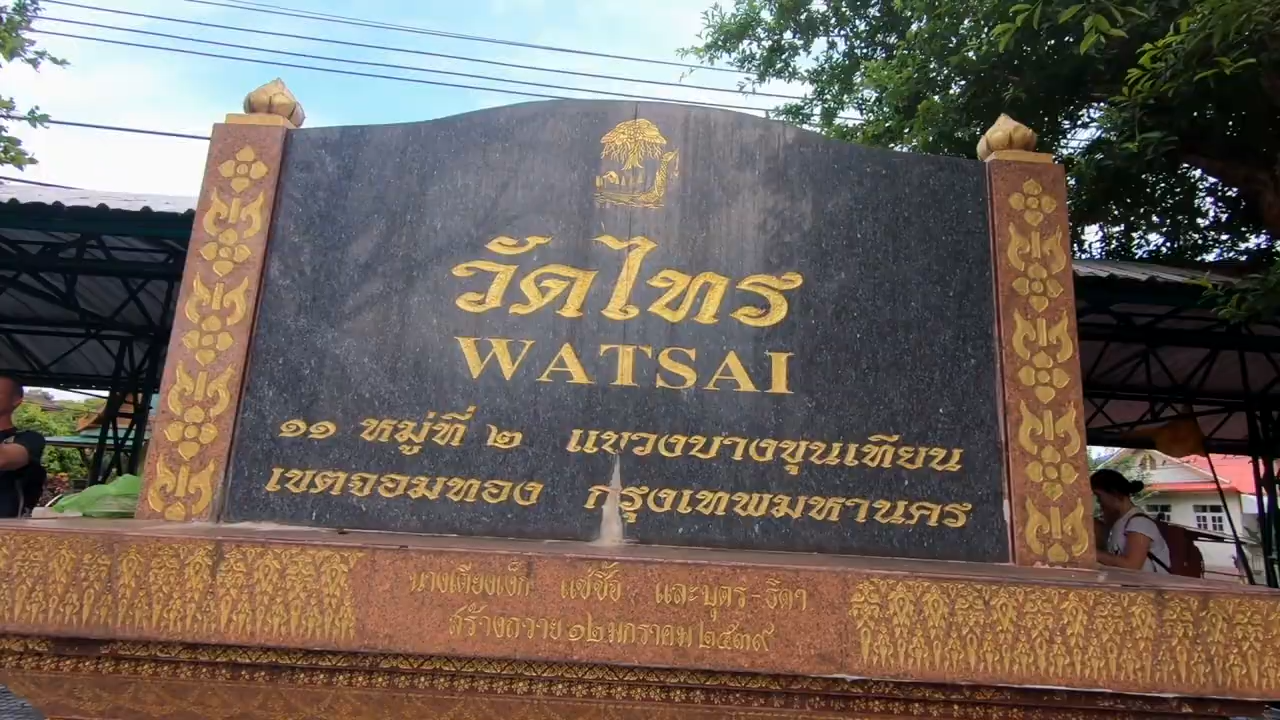 วัดไทร
WATSAI
๑๑ หมู่ที่ ๒ แขวงบางขุนเทียน
เขตจอมทอง กรุงเทพมหานคร
นางเตียงเง็ก แซ่ซื้อ และบุตร-ธิดา
สร้างถวาย ๑๒ มกราคม ๒๕๓๙